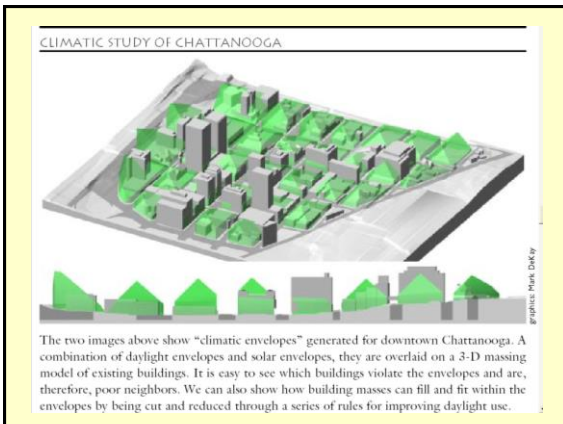 CLIMATIC STUDY OF CHATTANOOGA
graphics: Mark DeKay
The two images above show “climatic envelopes” generated for downtown Chattanooga. A
combination of daylight envelopes and solar envelopes, they are overlaid on a 3-D massing
model of existing buildings. It is easy to see which buildings violate the envelopes and are,
therefore, poor neighbors. We can also show how building masses can fill and fit within the
envelopes by being cut and reduced through a series of rules for improving daylight use.